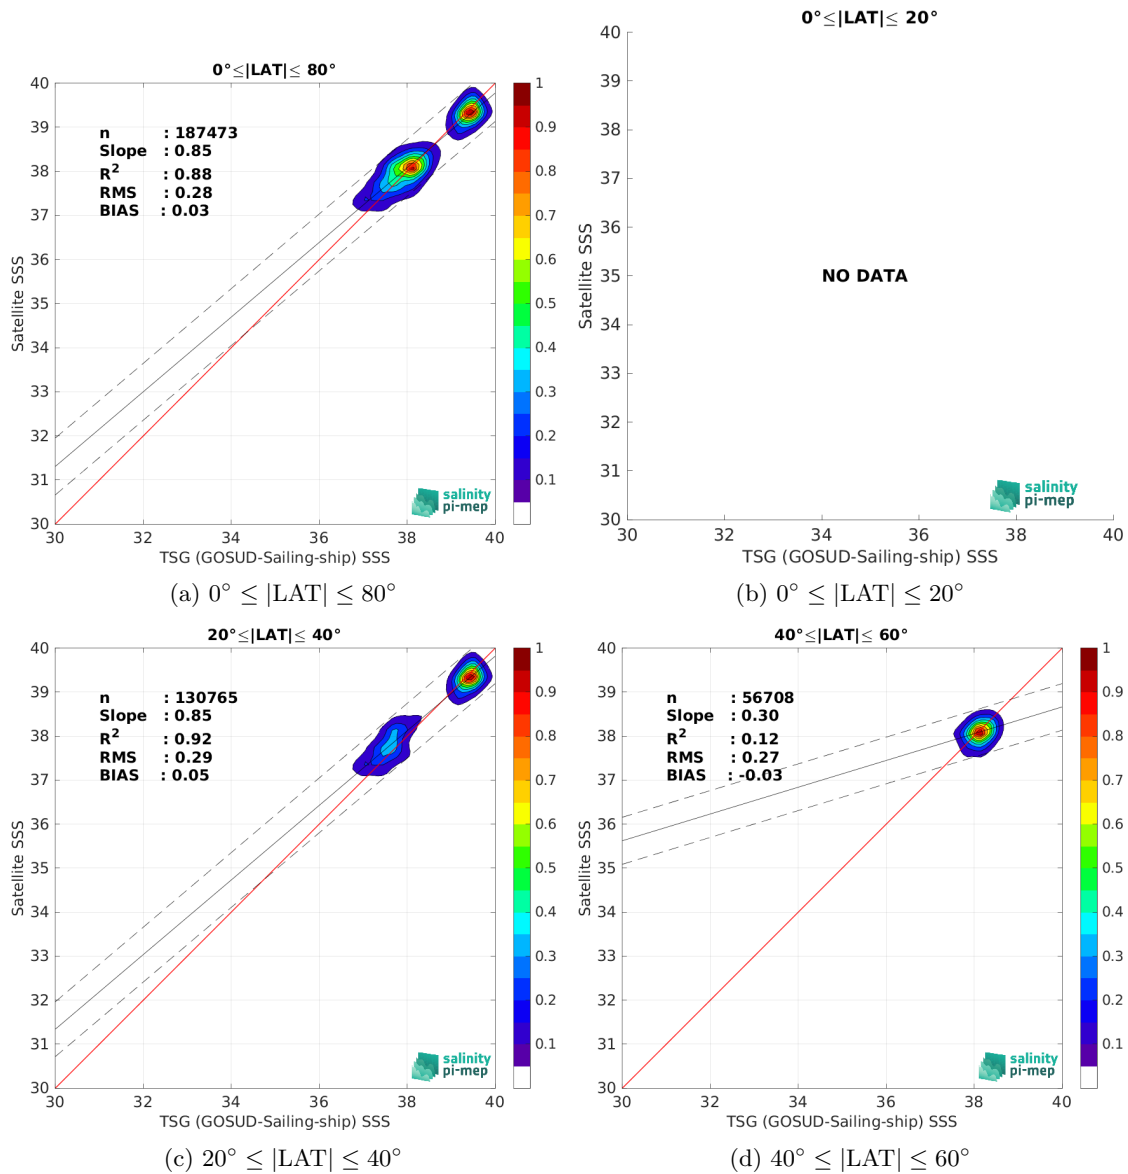 0°≤|LAT|≤ 80°
n : 187473
Slope : 0.85
R2 : 0.88
RMS : 0.28
BIAS : 0.03
40
39
38
37
36
35
34
33
32
31
30
30 32 34 36 38 40
Satellite SSS
TSG (GOSUD-Sailing-ship) SSS
1
0.9
0.8
0.7
0.6
0.5
0.4
0.3
0.2
0.1
salinity
pi-mep
(a) 0° ≤ |LAT| ≤ 80°
0°≤|LAT|≤ 20°
40
39
38
37
36
35
34
33
32
31
30
30 32 34 36 38 40
Satellite SSS
NO DATA
TSG (GOSUD-Sailing-ship) SSS
salinity
pi-mep
(b) 0° ≤ |LAT| ≤ 20°
20°≤|LAT|≤ 40°
n : 130765
Slope : 0.85
R2 : 0.92
RMS : 0.29
BIAS : 0.05
40
39
38
37
36
35
34
33
32
31
30
30 32 34 36 38 40
Satellite SSS
TSG (GOSUD-Sailing-ship) SSS
1
0.9
0.8
0.7
0.6
0.5
0.4
0.3
0.2
0.1
salinity
pi-mep
(c) 20° ≤ |LAT| ≤ 40°
40°≤|LAT|≤ 60°
n : 56708
Slope : 0.30
R2 : 0.12
RMS : 0.27
BIAS : -0.03
40
39
38
37
36
35
34
33
32
31
30
30 32 34 36 38 40
Satellite SSS
TSG (GOSUD-Sailing-ship) SSS
1
0.9
0.8
0.7
0.6
0.5
0.4
0.3
0.2
0.1
salinity
pi-mep
(d) 40° ≤ |LAT| ≤ 60°